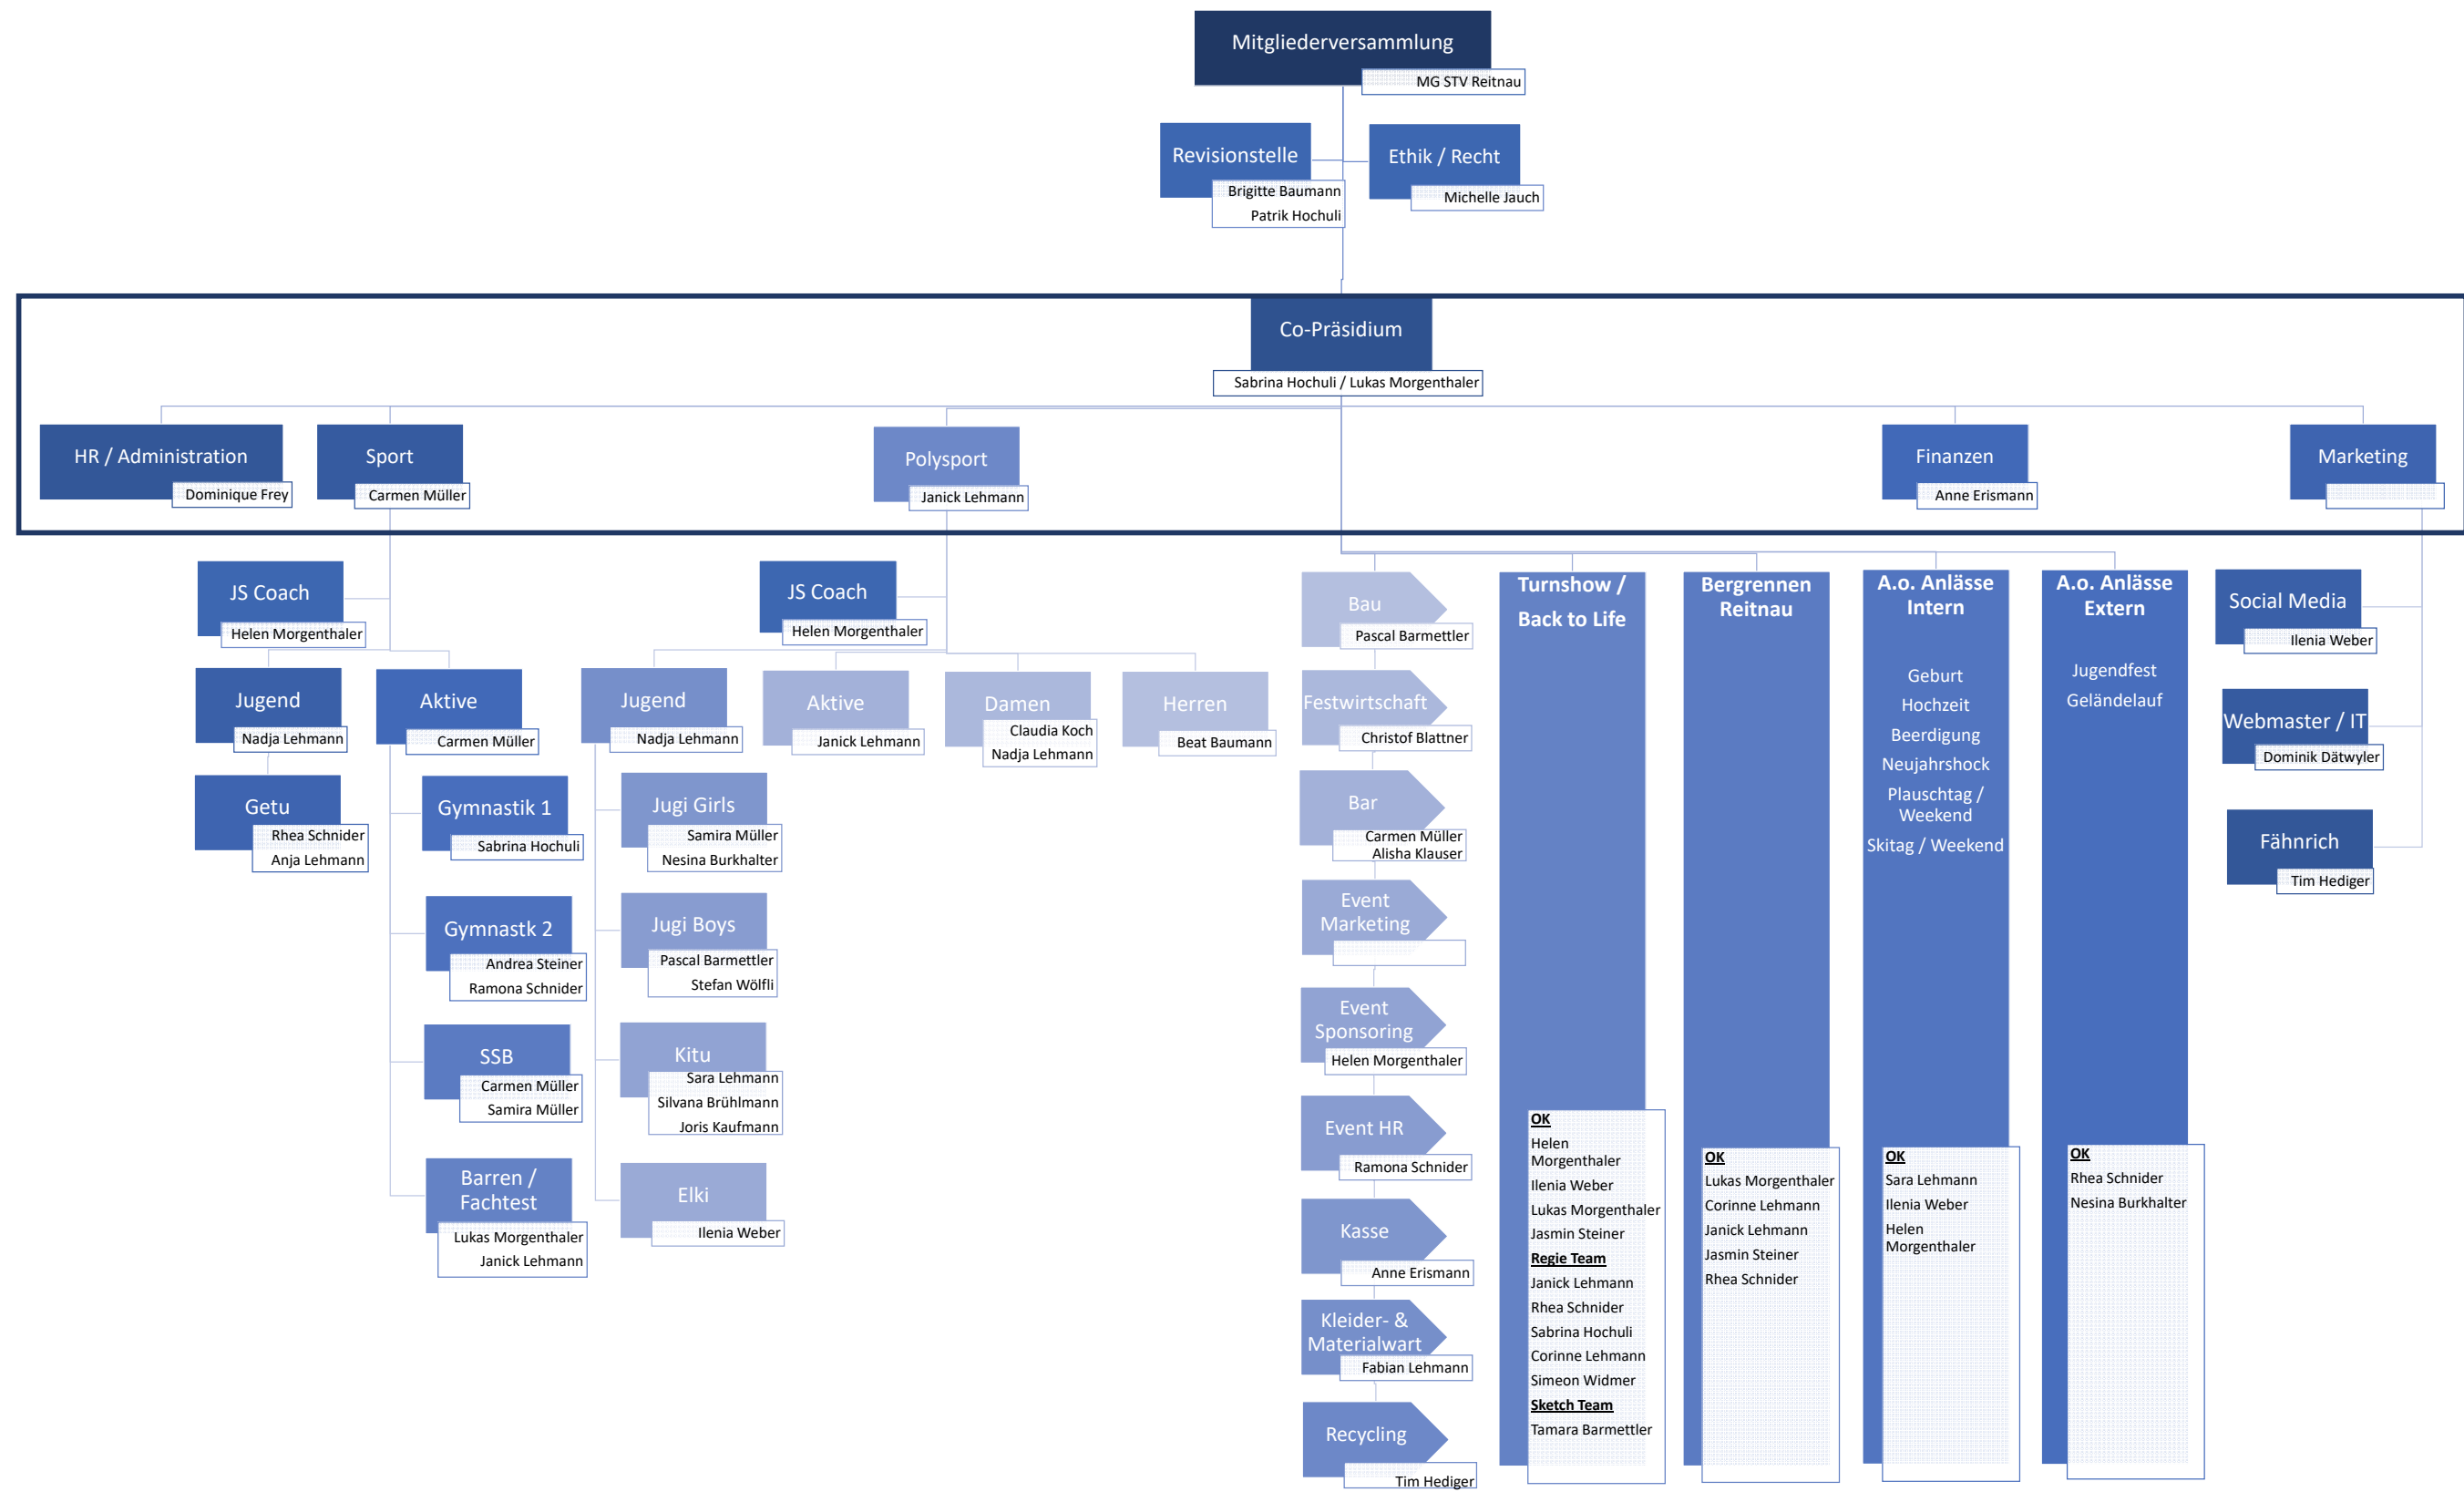 Mitgliederversammlung
MG STV Reitnau
Revisionstelle
Brigitte Baumann
Patrik Hochuli
Ethik / Recht
Michelle Jauch
Co-Präsidium
Sabrina Hochuli / Lukas Morgenthaler
HR / Administration
Dominique Frey
Sport
Carmen Müller
Polysport
Janick Lehmann
Finanzen
Anne Erismann
Marketing
JS Coach
Helen Morgenthaler
Jugend
Nadja Lehmann
Getu
Rhea Schnider
Anja Lehmann
Aktive
Carmen Müller
Gymnastik 1
Sabrina Hochuli
Gymnastk 2
Andrea Steiner
Ramona Schnider
SSB
Carmen Müller
Samira Müller
Barren /
Fachtest
Lukas Morgenthaler
Janick Lehmann
JS Coach
Helen Morgenthaler
Jugend
Nadja Lehmann
Jugi Girls
Samira Müller
Nesina Burkhalter
Jugi Boys
Pascal Barmettler
Stefan Wölfli
Kitu
Sara Lehmann
Silvana Brühlmann
Joris Kaufmann
Elki
Ilenia Weber
Aktive
Janick Lehmann
Damen
Claudia Koch
Nadja Lehmann
Herren
Beat Baumann
Bau
Pascal Barmettler
Festwirtschaft
Christof Blattner
Bar
Carmen Müller
Alisha Klauser
Event
Marketing
Event
Sponsoring
Helen Morgenthaler
Event HR
Ramona Schnider
Kasse
Anne Erismann
Kleider- &
Materialwart
Fabian Lehmann
Recycling
Tim Hediger
Turnshow /
Back to Life
OK
Helen
Morgenthaler
Ilenia Weber
Lukas Morgenthaler
Jasmin Steiner
Regie Team
Janick Lehmann
Rhea Schnider
Sabrina Hochuli
Corinne Lehmann
Simeon Widmer
Sketch Team
Tamara Barmettler
Bergrennen
Reitnau
OK
Lukas Morgenthaler
Corinne Lehmann
Janick Lehmann
Jasmin Steiner
Rhea Schnider
A.o. Anlässe
Intern
Geburt
Hochzeit
Beerdigung
Neujahrshock
Plauschtag /
Weekend
Skitag / Weekend
OK
Sara Lehmann
Ilenia Weber
Helen
Morgenthaler
A.o. Anlässe
Extern
Jugendfest
Geländelauf
OK
Rhea Schnider
Nesina Burkhalter
Social Media
Ilenia Weber
Webmaster / IT
Dominik Dätwyler
Fähnrich
Tim Hediger